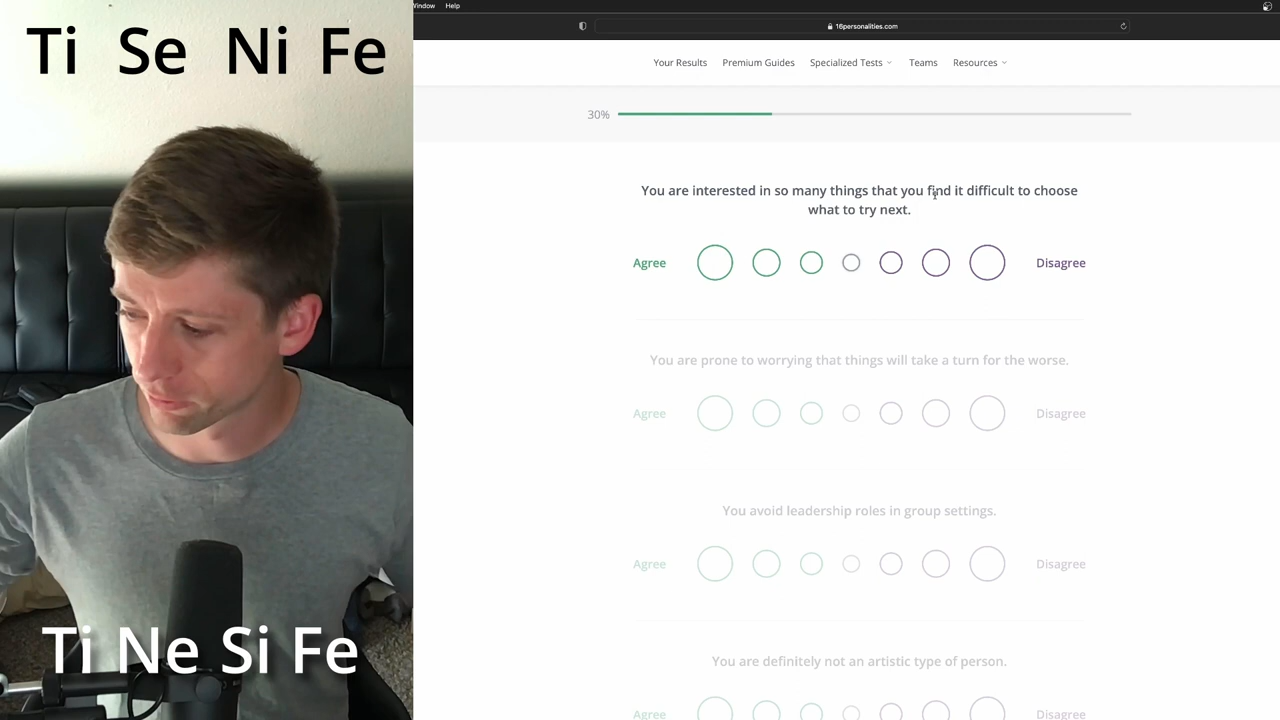 Ti Se Ni Fe
Ti Ne Si Fe
Window Help
16personalities.com
Your Results Premium Guides Specialized Tests Teams Resources
30%
You are interested in so many things that you find it difficult to choose
what to try next.
Agree Disagree
You are prone to worrying that things will take a turn for the worse.
Agree Disagree
You avoid leadership roles in group settings.
Agree Disagree
You are definitely not an artistic type of person.
Agree Disagree